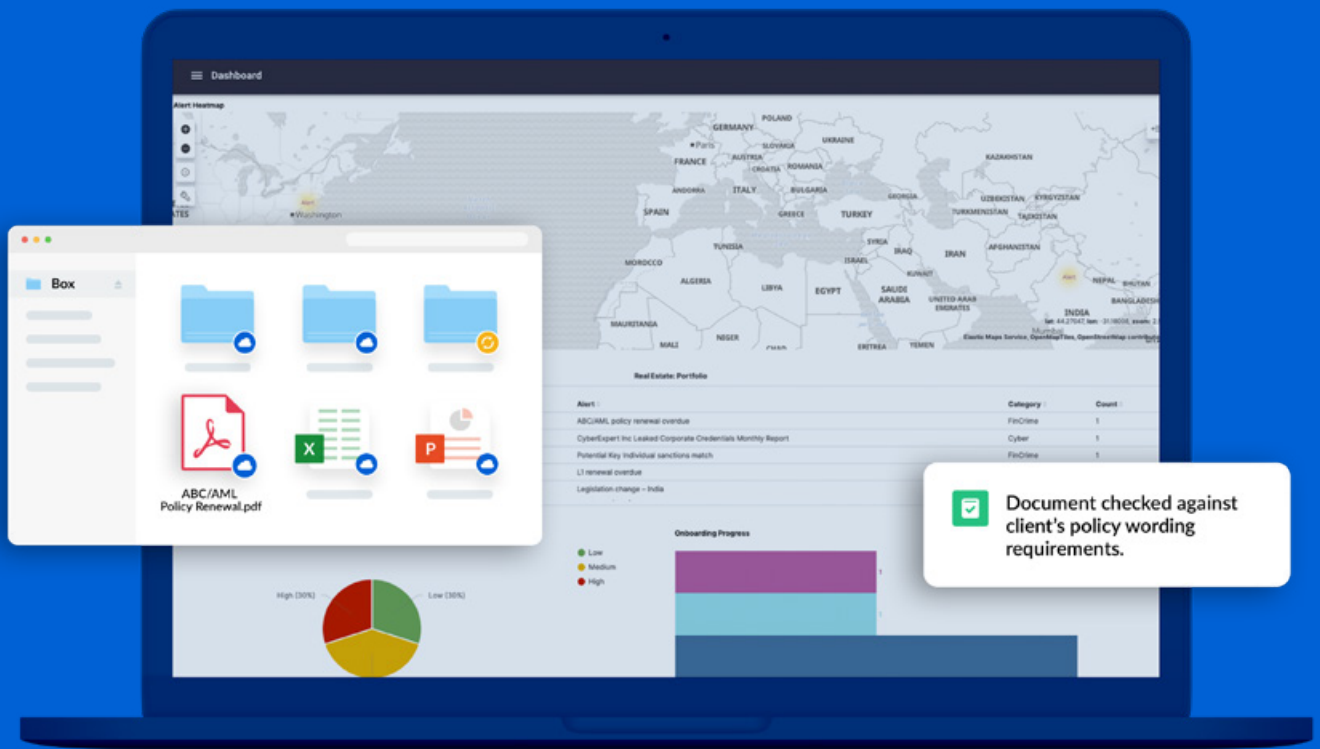 Dashboard
Alert Heatmap
POLAND
GERMANY
Paris
SLOVAKIA
UKRAINE
FRANCE
AUSTRIA
CROATIA
ROMANIA
KAZAKHSTAN
ANDORRA
ITALY
BULGARIA
GEORGIA
UZBEKISTAN
KYRGYZSTAN
Alert
Washington
SPAIN
GREECE
TURKEY
TURKMENISTAN
TAJIKISTAN
TUNISIA
SYRIA
IRAQ
IRAN
AFGHANISTAN
MOROCCO
ISRAEL
ALGERIA
LIBYA
EGYPT
KUWAIT
SAUDI
ARABIA
UNITED ARAB
EMIRATES
Alert
NEPAL
BHUTAN
BANGLADESH
INDIA
Mumbai
MAURITANIA
MALI
NIGER
CHAD
ERITREA
YEMEN
Box
ABC/AML
Policy Renewal.pdf
X
P
Real Estate: Portfolio
Alert
Category
Count
ABC/AML policy renewal overdue
FinCrime
1
CyberExpert Inc Leaked Corporate Credentials Monthly Report
Cyber
1
Potential Key Individual sanctions match
FinCrime
1
L1 renewal overdue
Legislation change – India
Document checked against
client's policy wording
requirements.
Low
Medium
High
High (30%)
Low (30%)
Onboarding Progress